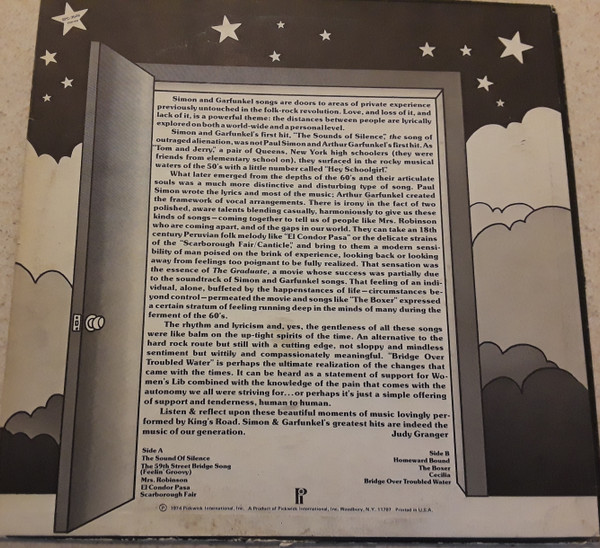 Simon and Garfunkel songs are doors to areas of private experience
previously untouched in the folk-rock revolution. Love, and loss of it, and
lack of it, is a powerful theme: the distances between people are lyrically
explored on both a world-wide and a personal level.
Simon and Garfunkel's first hit, "The Sounds of Silence," the song of
outraged alienation, was not Paul Simon and Arthur Garfunkel's first hit. As
"Tom and Jerry," a pair of Queens, New York high schoolers (they were
friends from elementary school on), they surfaced in the rocky musical
waters of the 50's with a little number called "Hey Schoolgirl".
What later emerged from the depths of the 60's and their articulate
souls was a much more distinctive and disturbing type of song. Paul
Simon wrote the lyrics and most of the music; Arthur Garfunkel created
the framework of vocal arrangements. There is irony in the fact of two
polished, aware talents blending casually, harmoniously to give us these
kinds of songs—coming together to tell us of people like Mrs. Robinson
who are coming apart, and of the gaps in our world. They can take an 18th
century Peruvian folk melody like "El Condor Pasa" or the delicate strains
of the "Scarborough Fair/Canticle," and bring to them a modern sensi-
bility of man poised on the brink of experience, looking back or looking
away from feelings too poignant to be fully realized. That sensation was
the essence of The Graduate, a movie whose success was partially due
to the soundtrack of Simon and Garfunkel songs. That feeling of an indi-
vidual, alone, buffeted by the happenstances of life—circumstances be-
yond control—permeated the movie and songs like "The Boxer" expressed
a certain stratum of feeling running deep in the minds of many during the
ferment of the 60's.
The rhythm and lyricism and, yes, the gentleness of all these songs
were like balm on the up-tight spirits of the time. An alternative to the
hard rock route but still with a cutting edge, not sloppy and mindless
sentiment but wittily and compassionately meaningful. "Bridge Over
Troubled Water" is perhaps the ultimate realization of the changes that
came with the times. It can be heard as a statement of support for Wo-
men's Lib combined with the knowledge of the pain that comes with the
autonomy we all were striving for...or perhaps it's just a simple offering
of support and tenderness, human to human.
Listen & reflect upon these beautiful moments of music lovingly per-
formed by King's Road. Simon & Garfunkel's greatest hits are indeed the
music of our generation. Judy Granger
Side A
The Sound Of Silence
The 59th Street Bridge Song
(Feelin' Groovy)
Mrs. Robinson
El Condor Pasa
Scarborough Fair
Side B
Homeward Bound
The Boxer
Cecilia
Bridge Over Troubled Water
℗ 1974 Pickwick International, Inc. A Product of Pickwick International, Inc. Woodbury, N.Y. 11797 Printed in U.S.A.